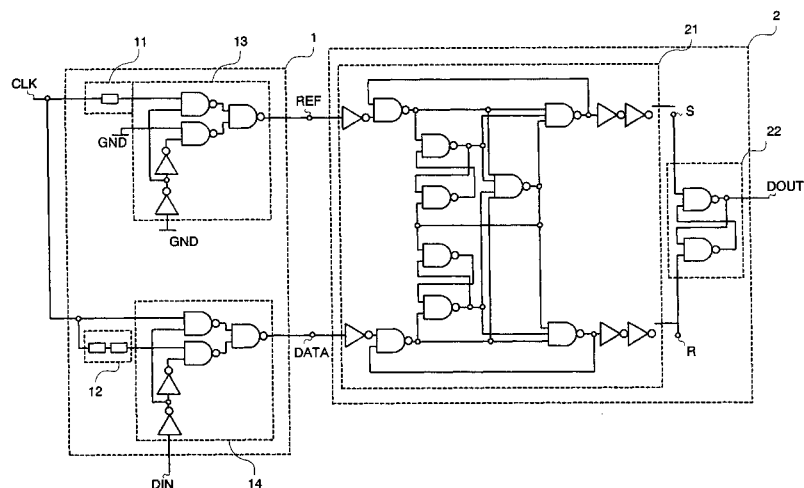 11
13
1
21
2
CLK
REF
S
22
GND
DOUT
GND
DATA
R
12
DIN
14